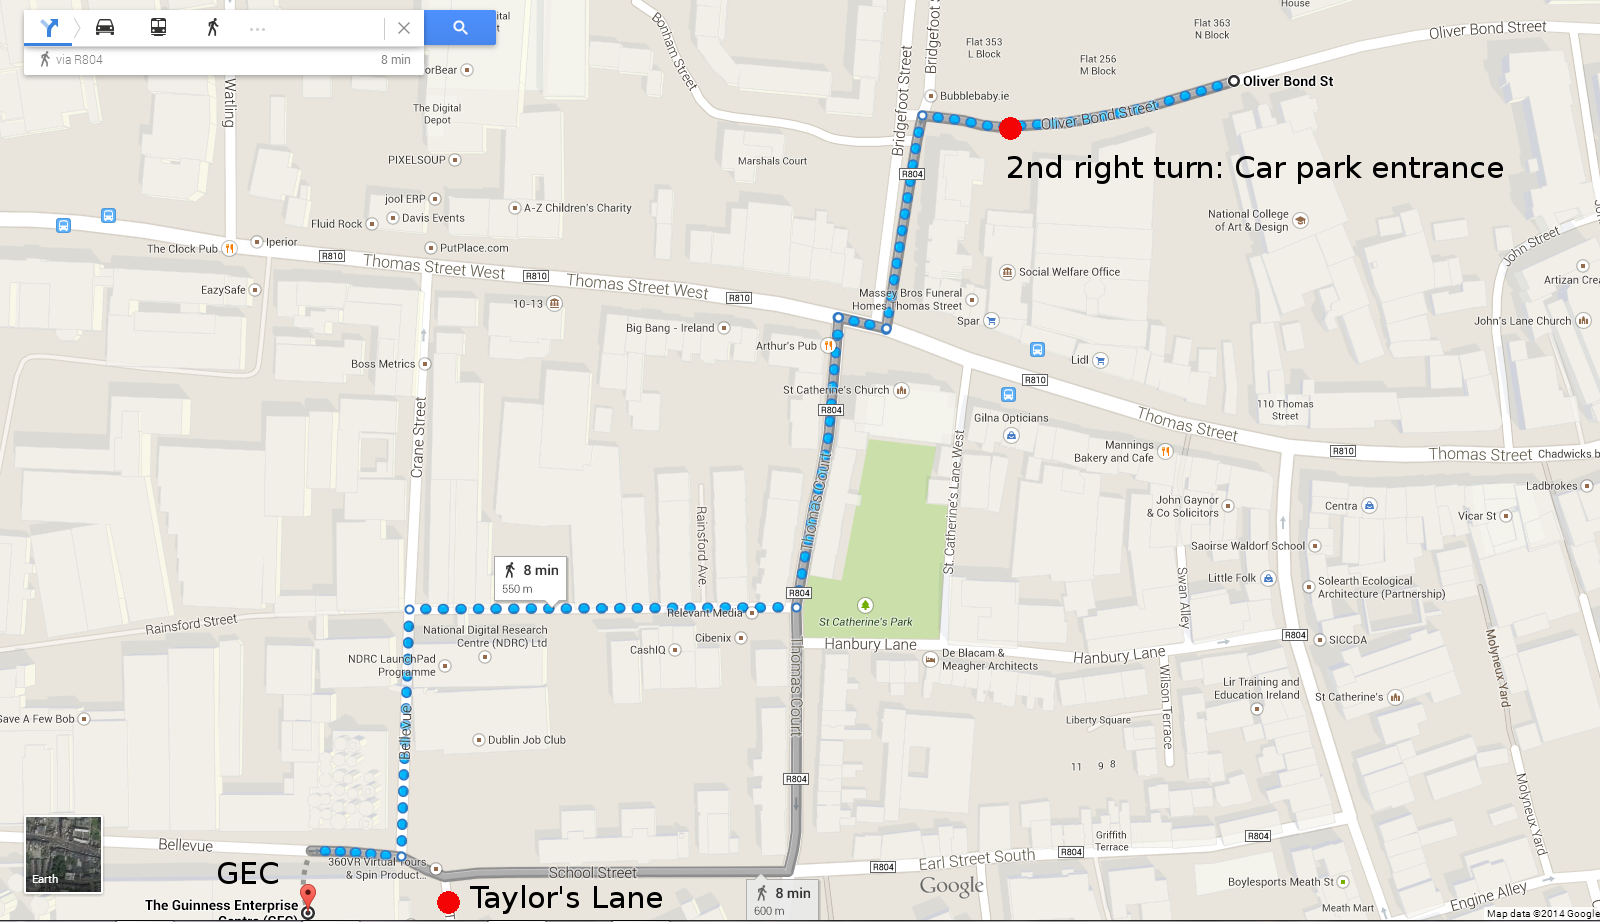 via R804
8 min
orBear
The Digital
Depot
Watling
ital
t
PIXELSOUP
jool ERP
Davis Events
Fluid Rock
A-Z Children's Charity
The Clock Pub
Iperior
PutPlace.com
R810
Thomas Street West
R810
Thomas Street West
R810
EazySafe
10-13
Big Bang - Ireland
Boss Metrics
Crane Street
Bonham Street
Bridgefoot Street
Bridgefoot S
Flat 353
L Block
Flat 363
N Block
House
Flat 256
M Block
Oliver Bond Street
Oliver Bond St
Bubblebaby.ie
Oliver Bond Street
Marshals Court
R804
2nd right turn: Car park entrance
National College
of Art & Design
John Street
Artizan Crea
Social Welfare Office
Massey Bros Funeral
Homes Thomas Street
Spar
John's Lane Church
Arthur's Pub
Lidl
R810
St Catherine's Church
R804
Gilna Opticians
110 Thomas
Street
Thomas Street
Mannings
Bakery and Cafe
R810
Thomas Street
Chadwicks b
Ladbrokes
John Gaynor
& Co Solicitors
Centra
Vicar St
Saoirse Waldorf School
Little Folk
Solearth Ecological
Architecture (Partnership)
Swan Alley
St. Catherine's Lane West
Thomas Court
Rainsford Ave
8 min
550 m
R804
Relevant Media
St Catherine's Park
Rainsford Street
National Digital Research
Centre (NDRC) Ltd
Cibenix
CashIQ
NDRC LaunchPad
Programme
Hanbury Lane
De Blacam &
Meagher Architects
Hanbury Lane
R804
SICCDA
Molyneux Yard
Wilson Terrace
Lir Training and
Education Ireland
St Catherine's
Liberty Square
Save A Few Bob
Bellevue
Dublin Job Club
Thomas Court
R804
11
9
8
Molyneux Yard
Griffith
Terrace
R804
Bellevue
360VR Virtual Tours
& Spin Product...
School Street
R804
Earl Street South
R804
Earth
GEC
Taylor's Lane
8 min
600 m
Google
Boylesports Meath St
Engine Alley
The Guinness Enterprise
Centre (GEC)
Meath Mart
Map data ©2014 Google